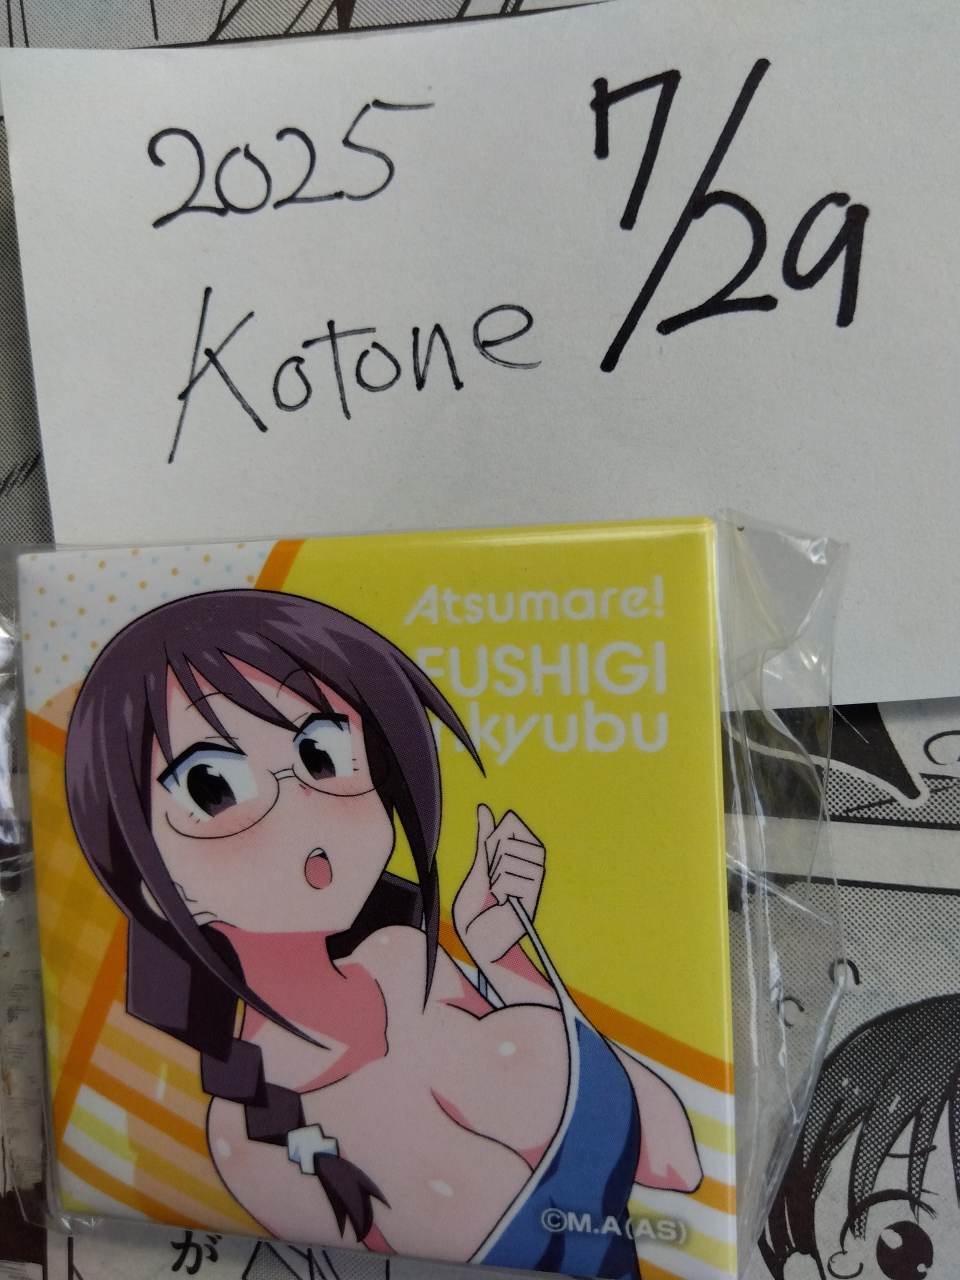 2025 7/29
Kotone
Atsumare!
FUSHIGI
kyubu
©M.A(AS)
が